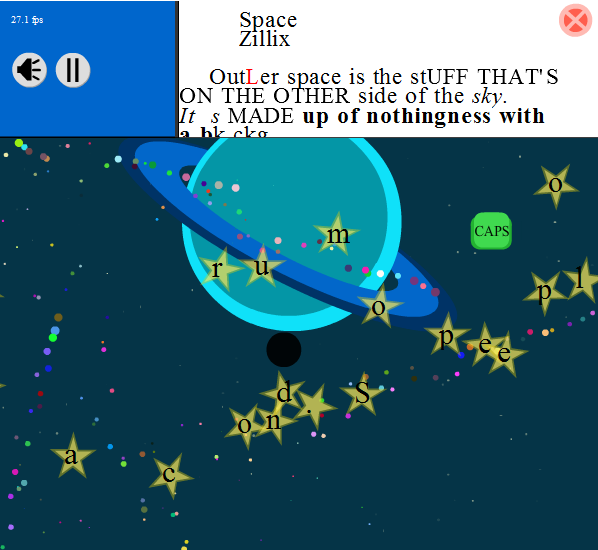 27.1 fps
Space
Zillix
OutLer space is the stUFF THAT'S
ON THE OTHER side of the sky.
It s MADE up of nothingness with
a
o
CAPS
m
r u
p l
o
p e e
d S
o n .
a
c